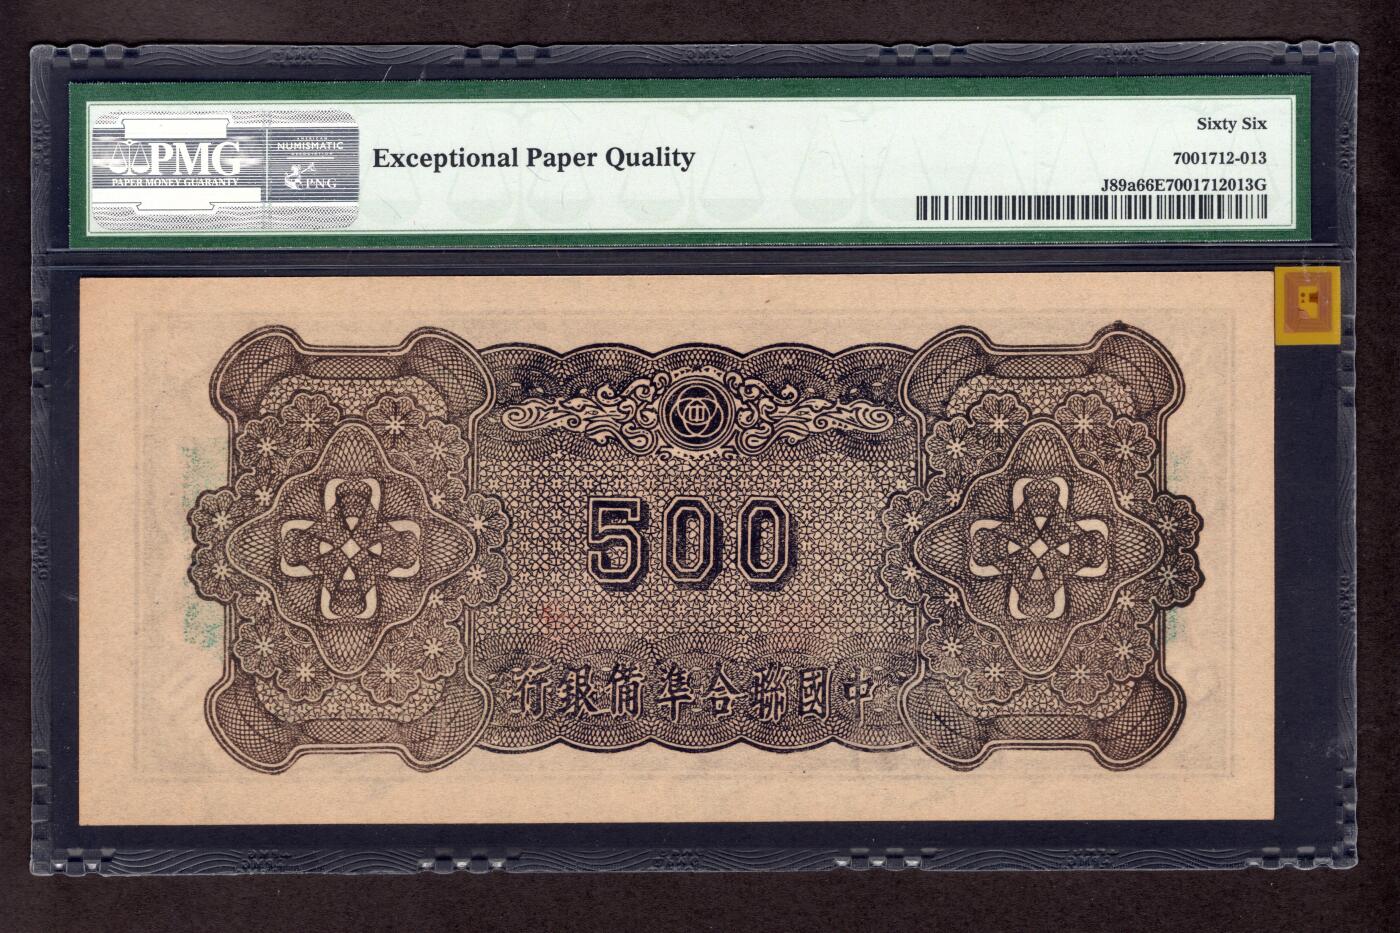 PMG
PAPER MONEY GUARANTY
AMERICAN
NUMISMATIC
ASSOCIATION
PNG
Exceptional Paper Quality
Sixty Six
7001712-013
J89a66E7001712013G
500
行銀備準合聯國中